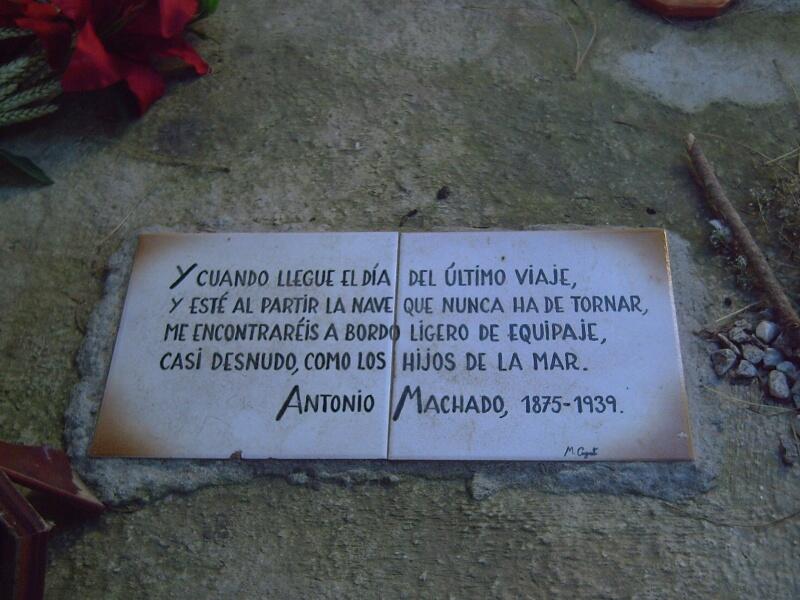 Y CUANDO LLEGUE EL DÍA DEL ÚLTIMO VIAJE,
Y ESTÉ AL PARTIR LA NAVE QUE NUNCA HA DE TORNAR,
ME ENCONTRARÉIS A BORDO LIGERO DE EQUIPAJE,
CASI DESNUDO, COMO LOS HIJOS DE LA MAR.
ANTONIO MACHADO, 1875-1939.